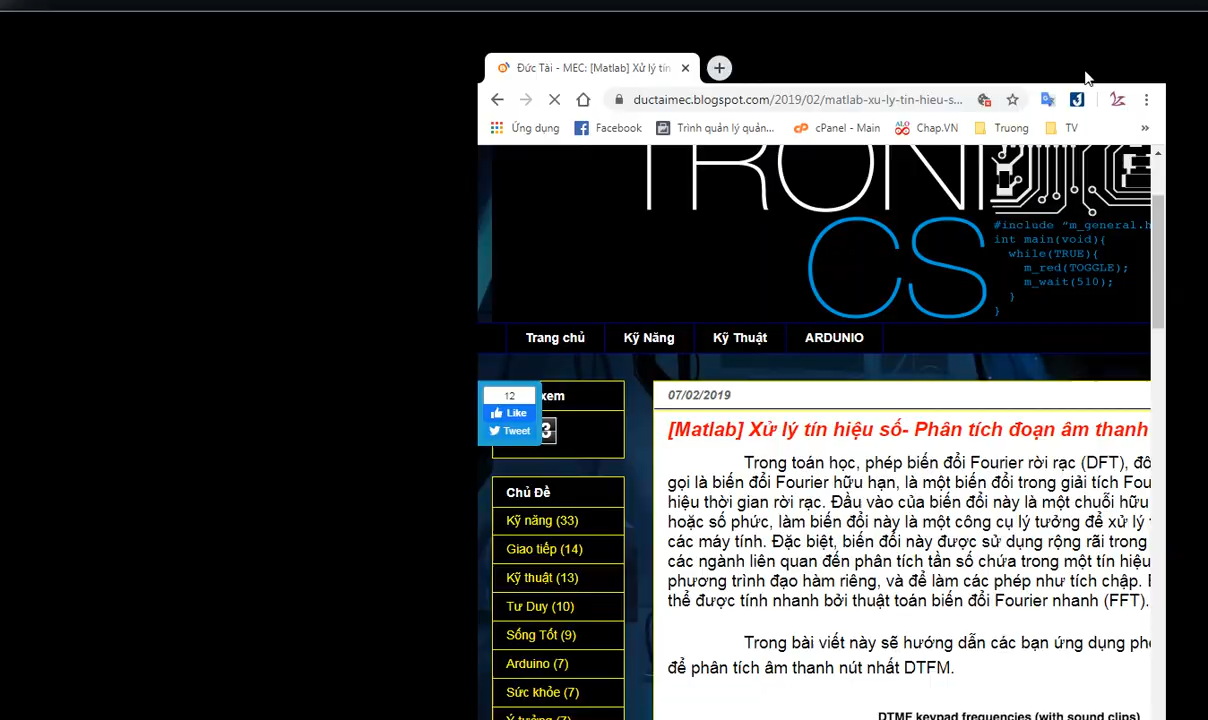 Đức Tài - MEC: [Matlab] Xử lý tín
ductaimec.blogspot.com/2019/02/matlab-xu-ly-tin-hieu-s...
Ứng dụng
Facebook
Trình quản lý quản...
cPanel - Main
Chap.VN
Truong
TV
»
TRONI
CS
#include "m_general.h
int main(void){
while(TRUE){
m_red(TOGGLE);
m_wait(510);
}
}
Trang chủ
Kỹ Năng
Kỹ Thuật
ARDUNIO
xem
12
Like
Tweet
3
Chủ Đề
Kỹ năng (33)
Giao tiếp (14)
Kỹ thuật (13)
Tư Duy (10)
Sống Tốt (9)
Arduino (7)
Sức khỏe (7)
Ý tưởng (7)
07/02/2019
[Matlab] Xử lý tín hiệu số- Phân tích đoạn âm thanh
Trong toán học, phép biến đổi Fourier rời rạc (DFT), đô
gọi là biến đổi Fourier hữu hạn, là một biến đổi trong giải tích Fou
hiệu thời gian rời rạc. Đầu vào của biến đổi này là một chuỗi hữu
hoặc số phức, làm biến đổi này là một công cụ lý tưởng để xử lý
các máy tính. Đặc biệt, biến đổi này được sử dụng rộng rãi trong
các ngành liên quan đến phân tích tần số chứa trong một tín hiệu
phương trình đạo hàm riêng, và để làm các phép như tích chập.
thể được tính nhanh bởi thuật toán biến đổi Fourier nhanh (FFT).
Trong bài viết này sẽ hướng dẫn các bạn ứng dụng phé
để phân tích âm thanh nút nhất DTFM.
DTMF keypad frequencies (with sound clips)